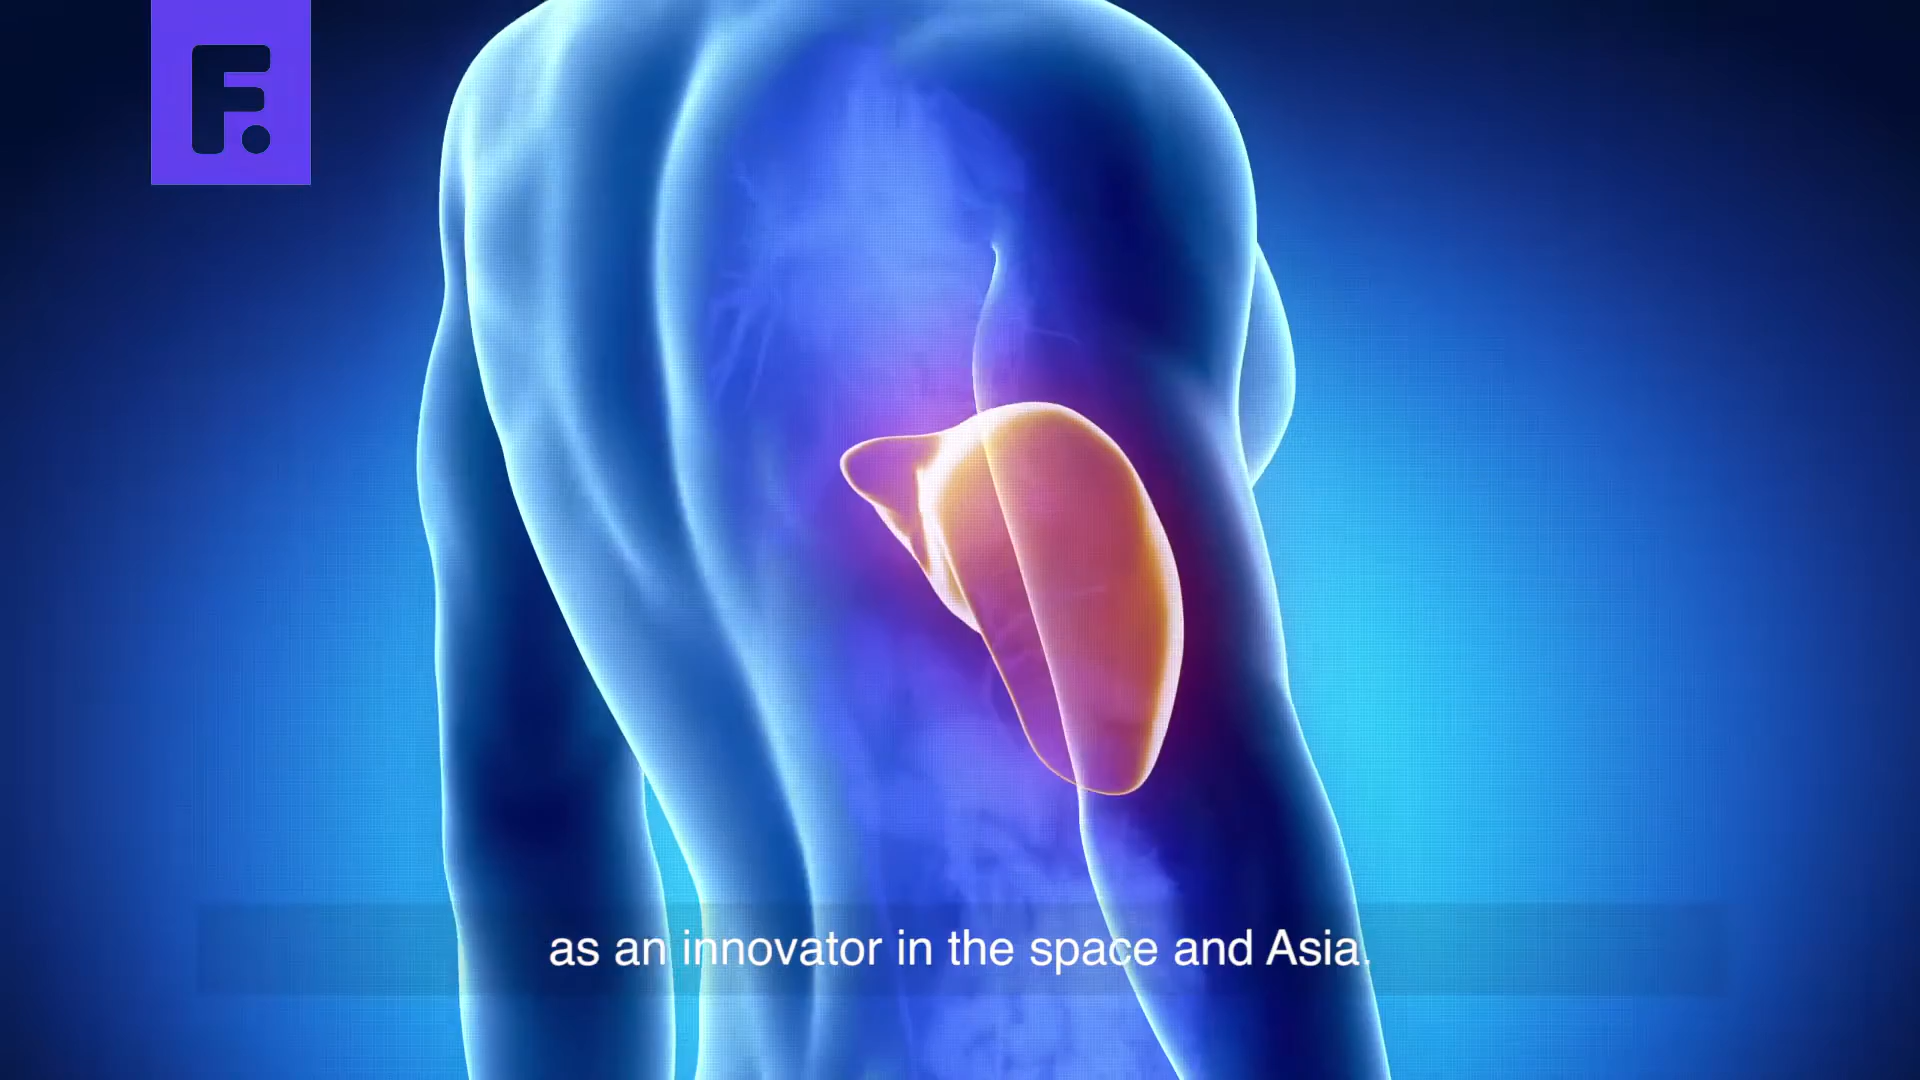 F.
as an innovator in the space and Asia.